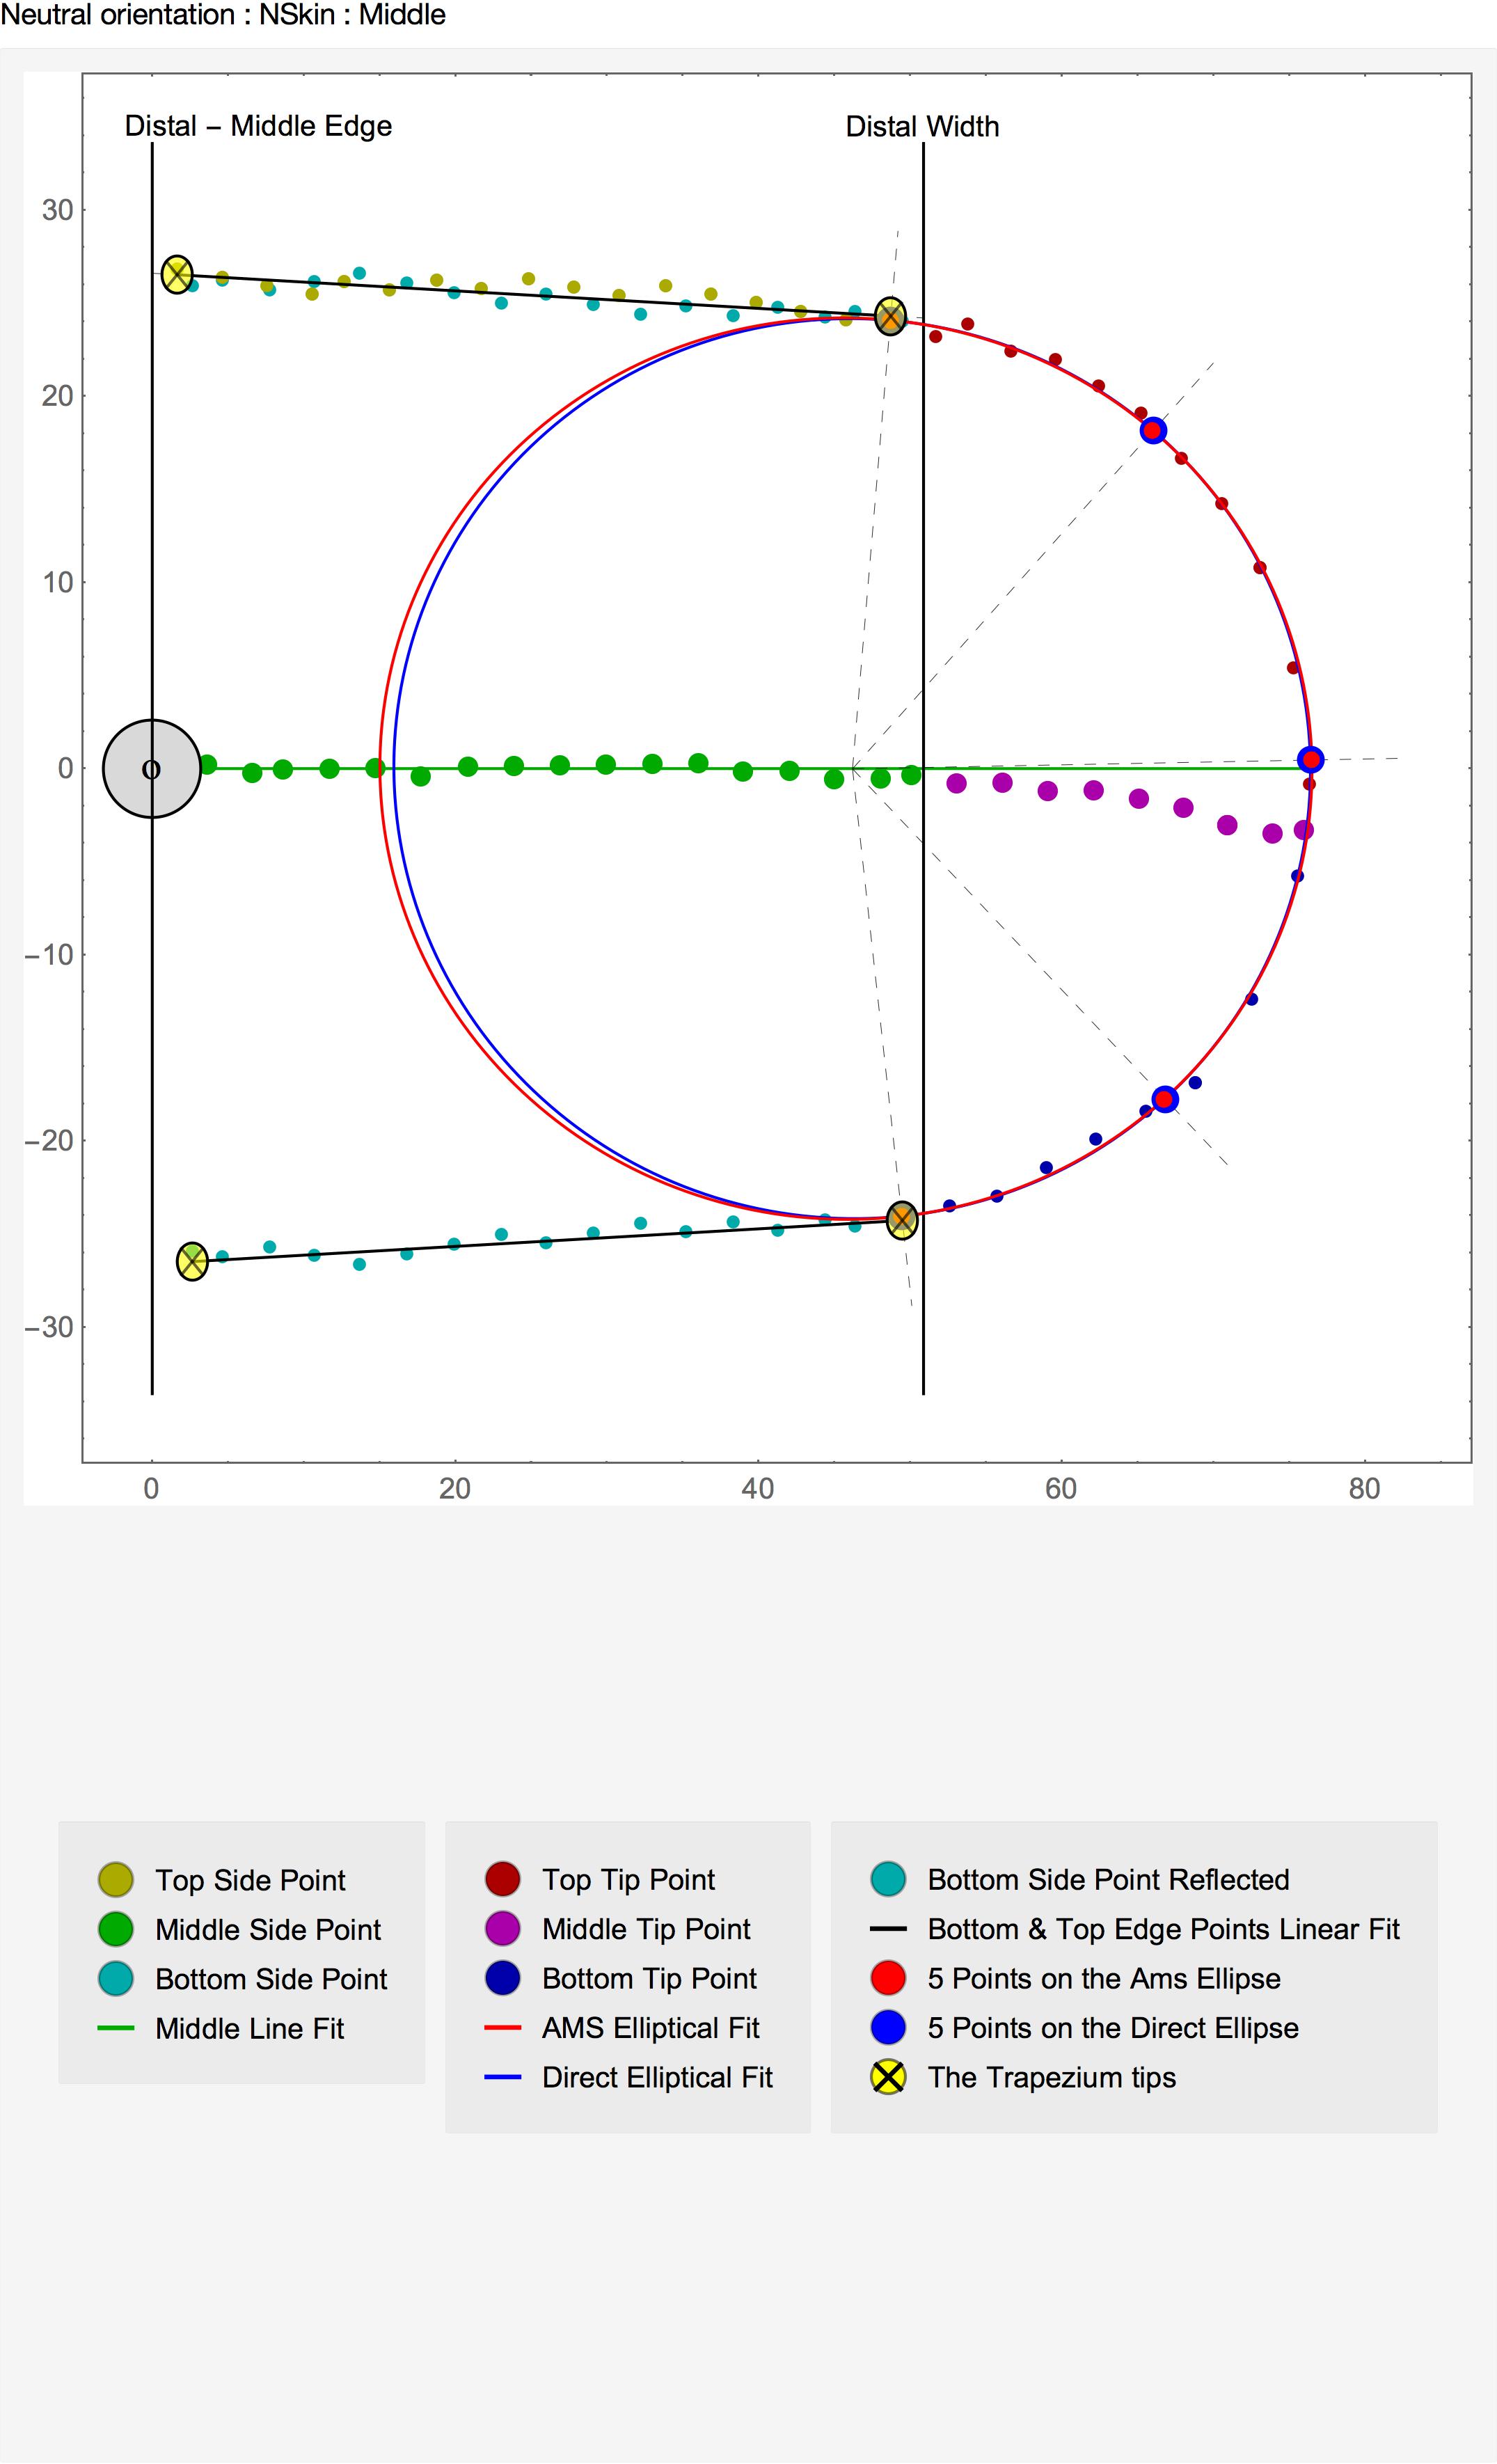 Neutral orientation : NSkin : Middle
Distal – Middle Edge
Distal Width
30
20
10
0
−10
−20
−30
o
0
20
40
60
80
Top Side Point
Middle Side Point
Bottom Side Point
Middle Line Fit
Top Tip Point
Middle Tip Point
Bottom Tip Point
AMS Elliptical Fit
Direct Elliptical Fit
Bottom Side Point Reflected
Bottom & Top Edge Points Linear Fit
5 Points on the Ams Ellipse
5 Points on the Direct Ellipse
The Trapezium tips